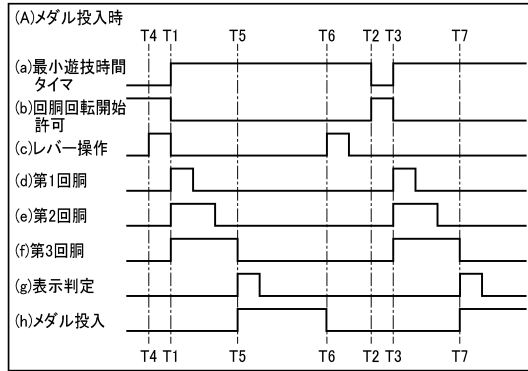 (A)メダル投入時
T4 T1 T5 T6 T2 T3 T7
(a)最小遊技時間
タイマ
(b)回胴回転開始
許可
(c)レバー操作
(d)第1回胴
(e)第2回胴
(f)第3回胴
(g)表示判定
(h)メダル投入
T4 T1 T5 T6 T2 T3 T7